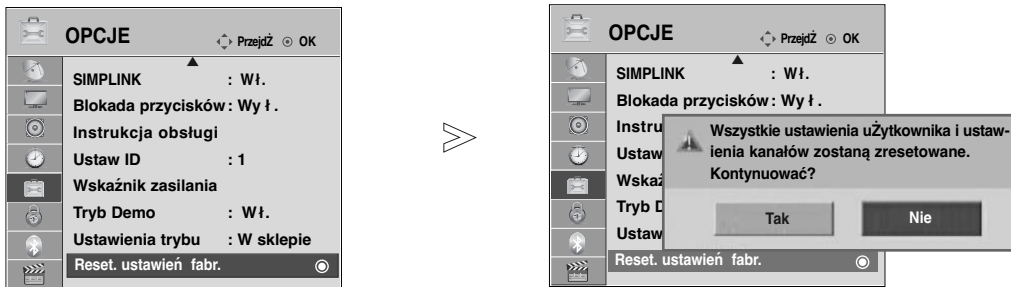 OPCJE
PrzejdŹ OK
SIMPLINK : Wł.
Blokada przycisków : Wy ł .
Instrukcja obsługi
Ustaw ID : 1
Wskaźnik zasilania
Tryb Demo : Wł.
Ustawienia trybu : W sklepie
Reset. ustawień fabr.
OPCJE
PrzejdŹ OK
SIMPLINK : Wł.
Blokada przycisków : Wy ł .
Instru
Ustaw
Wskaź
Tryb D
Ustaw
Reset. ustawień fabr.
Wszystkie ustawienia uŻytkownika i ustaw-
ienia kanałów zostaną zresetowane.
Kontynuować?
Tak Nie